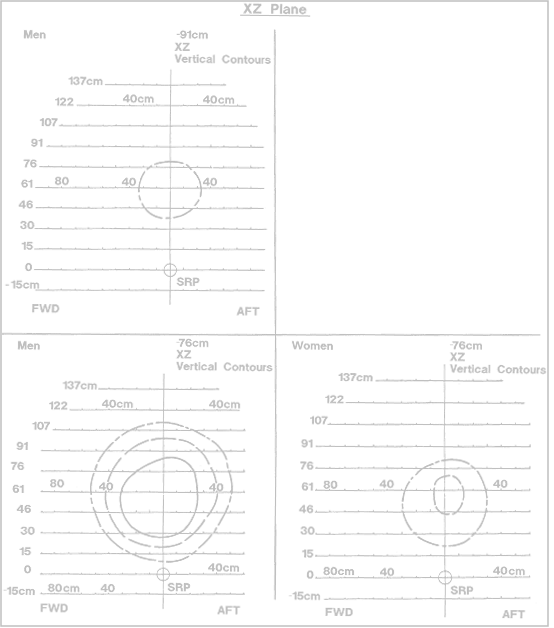 XZ Plane
Men
-91cm
XZ
Vertical Contours
137cm
122 40cm 40cm
107
91
76
61 80 40 40
46
30
15
0
SRP
-15cm
FWD AFT
Men
-76cm
XZ
Vertical Contours
137cm
122 40cm 40cm
107
91
76
61 80 40 40
46
30
15
0 40cm
-15cm 80cm 40 SRP
FWD AFT
Women
-76cm
XZ
Vertical Contours
137cm
122
107
91
76
61 80 40 40
46
30
15
0 80cm 40 40cm
SRP
-15cm
FWD AFT